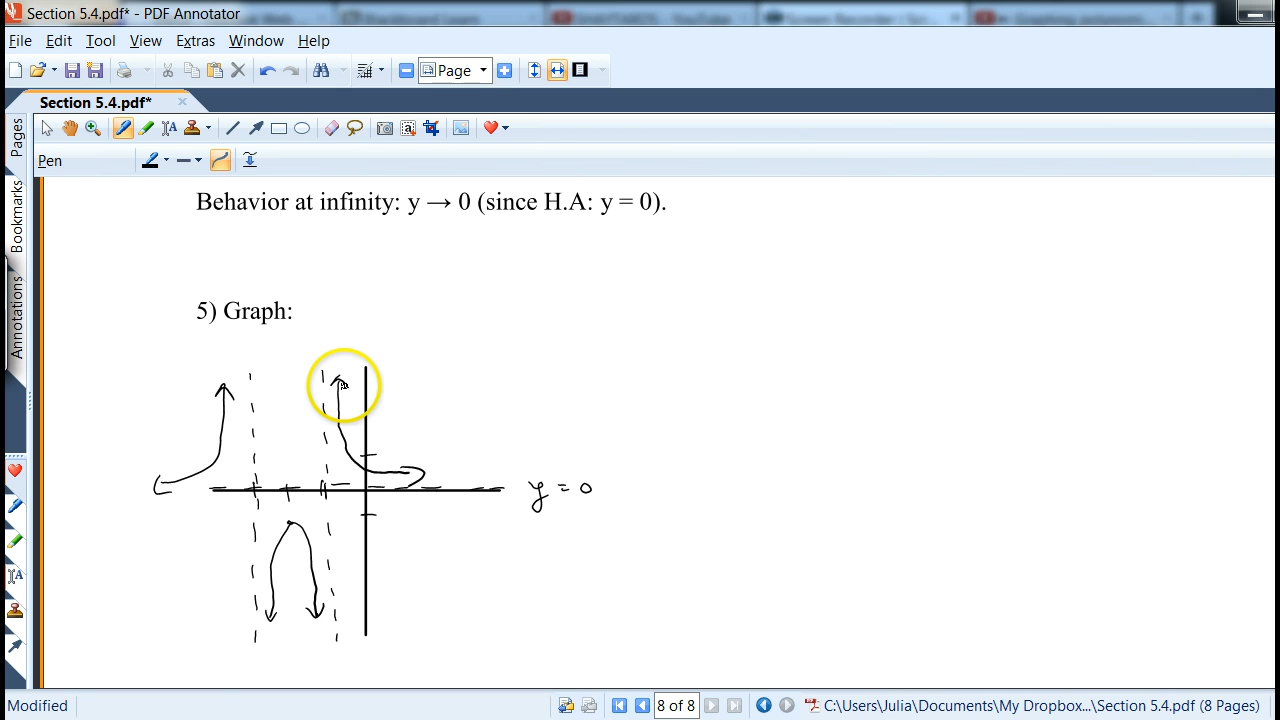 Section 5.4.pdf* - PDF Annotator
File Edit Tool View Extras Window Help
Page
Section 5.4.pdf*
Pen
Pages
Bookmarks
Annotations
Behavior at infinity: y → 0 (since H.A: y = 0).
5) Graph:
y = 0
Modified
8 of 8
C:\Users\Julia\Documents\My Dropbox...\Section 5.4.pdf (8 Pages)